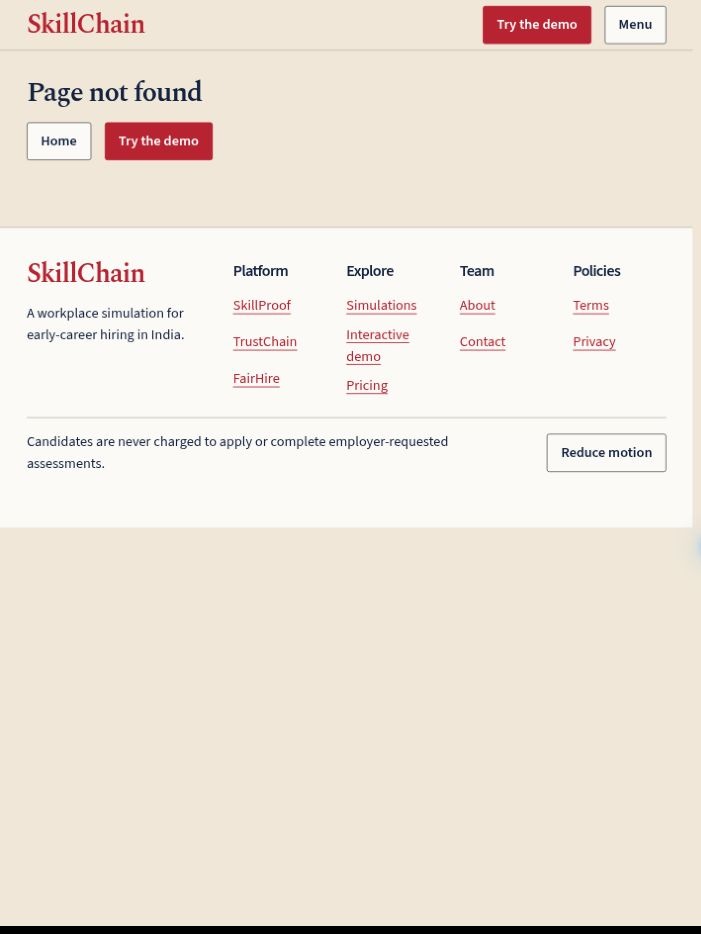 SkillChain
Try the demo
Menu
Page not found
Home
Try the demo
SkillChain
A workplace simulation for
early-career hiring in India.
Platform
SkillProof
TrustChain
FairHire
Explore
Simulations
Interactive
demo
Pricing
Team
About
Contact
Policies
Terms
Privacy
Candidates are never charged to apply or complete employer-requested
assessments.
Reduce motion